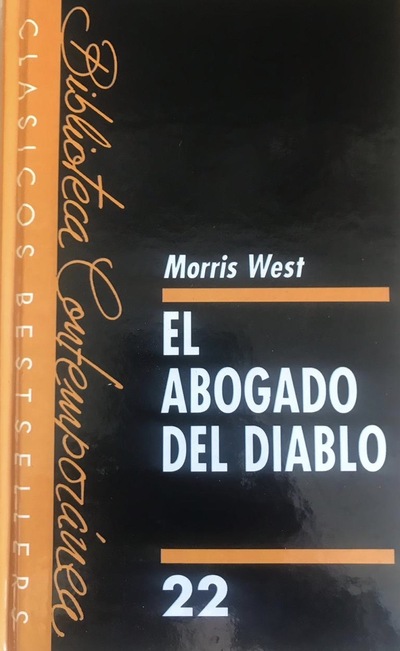 CLASICOS BESTSELLERS
Biblioteca Contemporánea
Morris West
EL
ABOGADO
DEL DIABLO
22